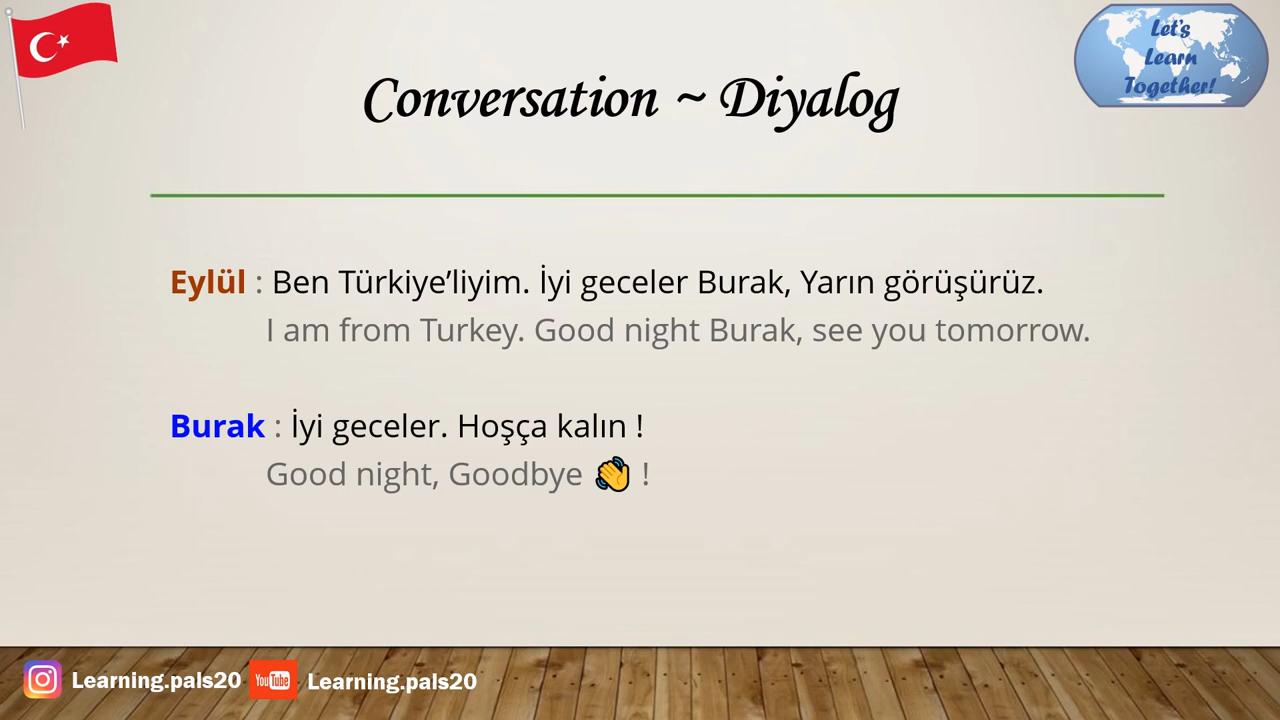 Let's
Learn
Together!
Conversation ~ Diyalog
Eylül : Ben Türkiye’liyim. İyi geceler Burak, Yarın görüşürüz.
I am from Turkey. Good night Burak, see you tomorrow.
Burak : İyi geceler. Hoşça kalın !
Good night, Goodbye 👋 !
Learning.pals20 YouTube Learning.pals20